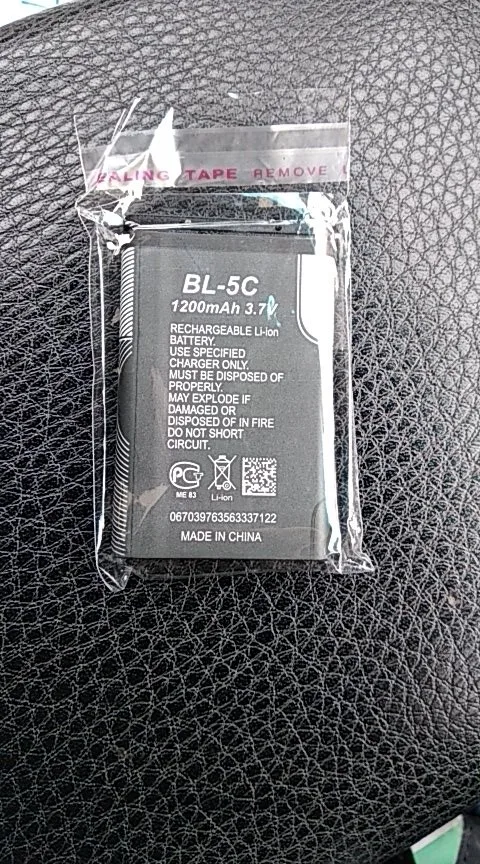 TAPE REMOVE
BL-5C
1200mAh 3.7V
RECHARGEABLE Li-ion
BATTERY.
USE SPECIFIED
CHARGER ONLY.
MUST BE DISPOSED OF
PROPERLY.
MAY EXPLODE IF
DAMAGED OR
DISPOSED OF IN FIRE
DO NOT SHORT
CIRCUIT.
ME 83 Li-ion
067039763563337122
MADE IN CHINA